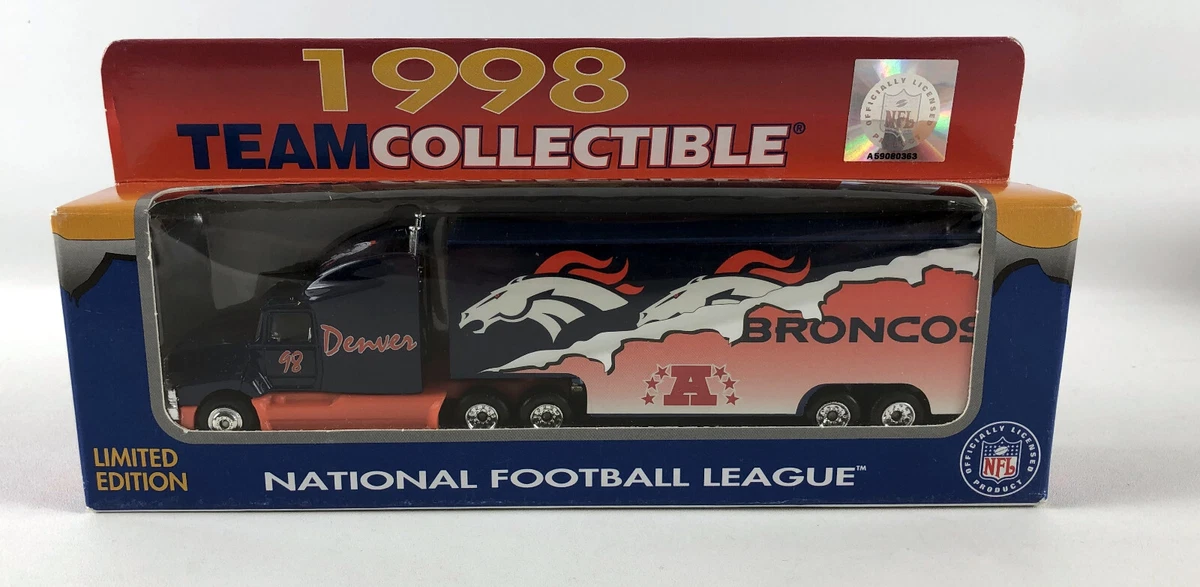 1998
TEAMCOLLECTIBLE®
OFFICIALLY LICENSED
NFL
A59080363
Denver
98
BRONCOS
A
LIMITED
EDITION
NATIONAL FOOTBALL LEAGUE™
OFFICIALLY LICENSED
NFL
PRODUCT